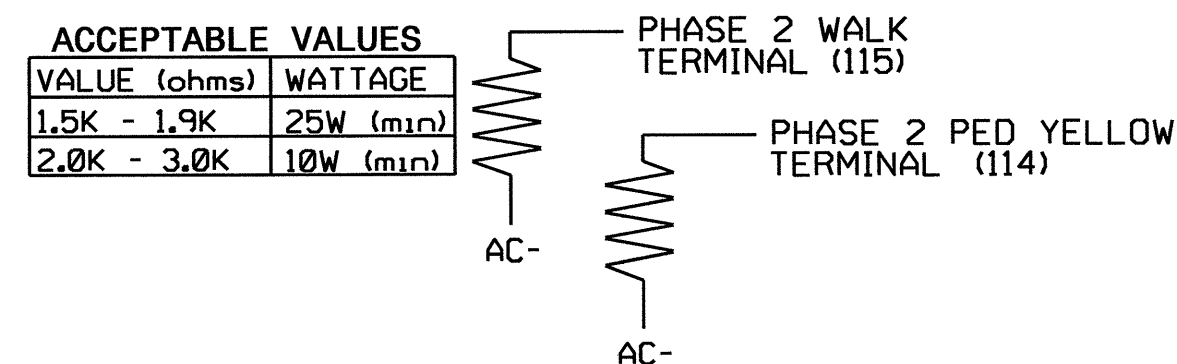 ACCEPTABLE VALUES
VALUE (ohms) WATTAGE
1.5K - 1.9K 25W (min)
2.0K - 3.0K 10W (min)
PHASE 2 WALK
TERMINAL (115)
AC-
PHASE 2 PED YELLOW
TERMINAL (114)
AC-